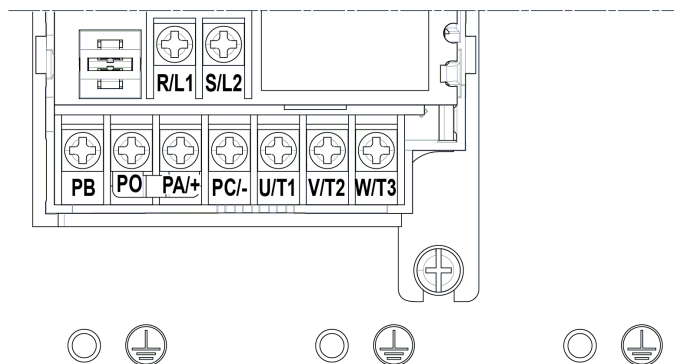 R/L1 S/L2
PB PO PA/+ PC/- U/T1 V/T2 W/T3